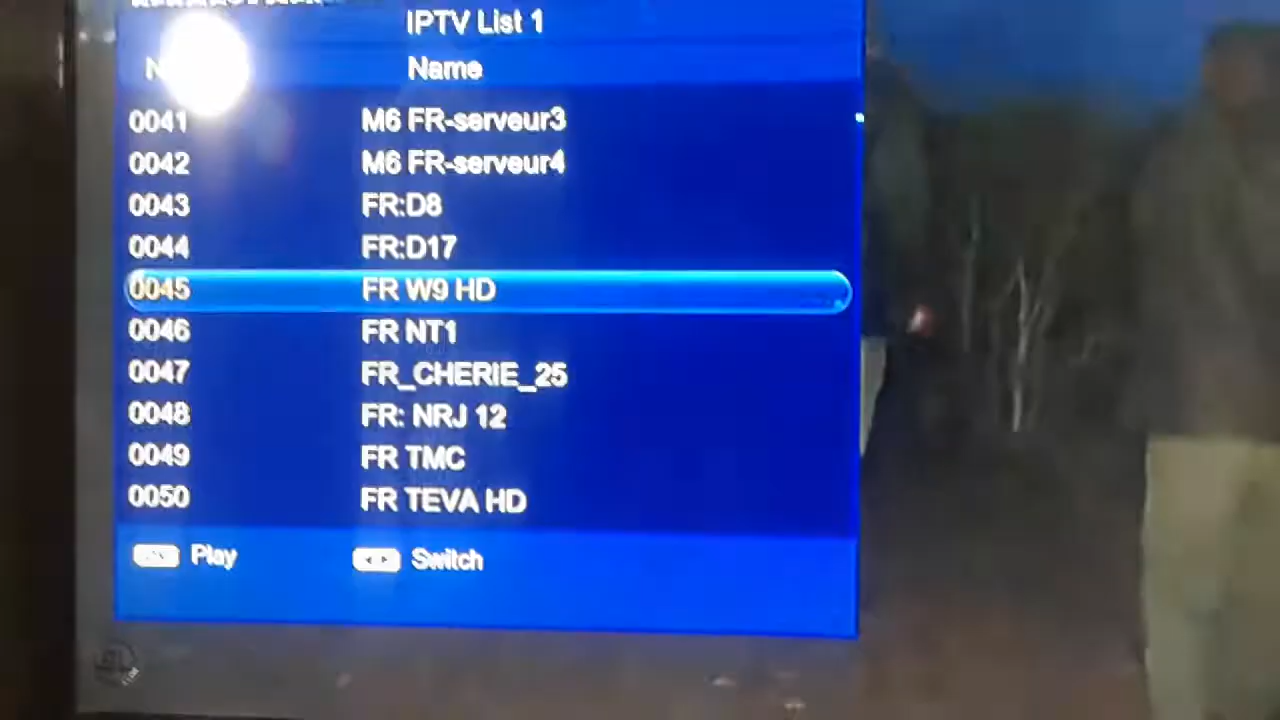 IPTV List 1
Name
0041 M6 FR-serveur3
0042 M6 FR-serveur4
0043 FR:D8
0044 FR:D17
0045 FR W9 HD
0046 FR NT1
0047 FR_CHERIE_25
0048 FR: NRJ 12
0049 FR TMC
0050 FR TEVA HD
Play Switch